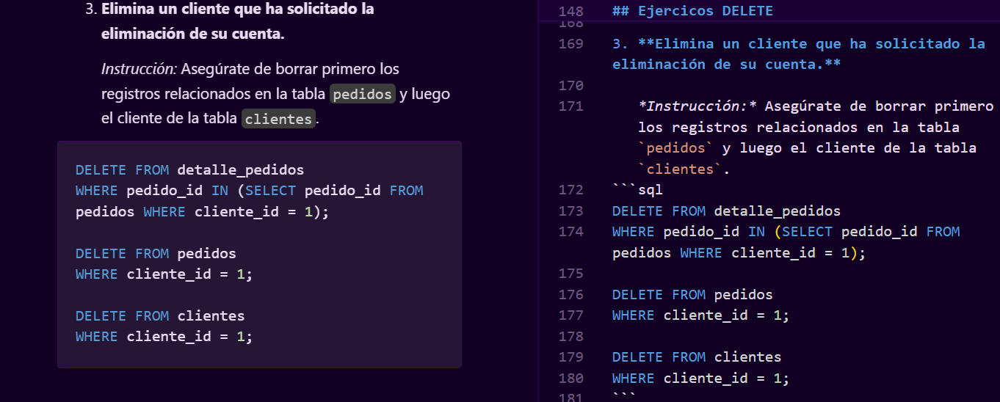 3. Elimina un cliente que ha solicitado la
eliminación de su cuenta.
Instrucción: Asegúrate de borrar primero los
registros relacionados en la tabla pedidos y luego
el cliente de la tabla clientes.
DELETE FROM detalle_pedidos
WHERE pedido_id IN (SELECT pedido_id FROM
pedidos WHERE cliente_id = 1);
DELETE FROM pedidos
WHERE cliente_id = 1;
DELETE FROM clientes
WHERE cliente_id = 1;
148 ## Ejercicos DELETE
168
169 3. **Elimina un cliente que ha solicitado la
eliminación de su cuenta.**
170
171 *Instrucción:* Asegúrate de borrar primero
los registros relacionados en la tabla
`pedidos` y luego el cliente de la tabla
`clientes`.
172 ```sql
173 DELETE FROM detalle_pedidos
174 WHERE pedido_id IN (SELECT pedido_id FROM
pedidos WHERE cliente_id = 1);
175
176 DELETE FROM pedidos
177 WHERE cliente_id = 1;
178
179 DELETE FROM clientes
180 WHERE cliente_id = 1;
181 ```